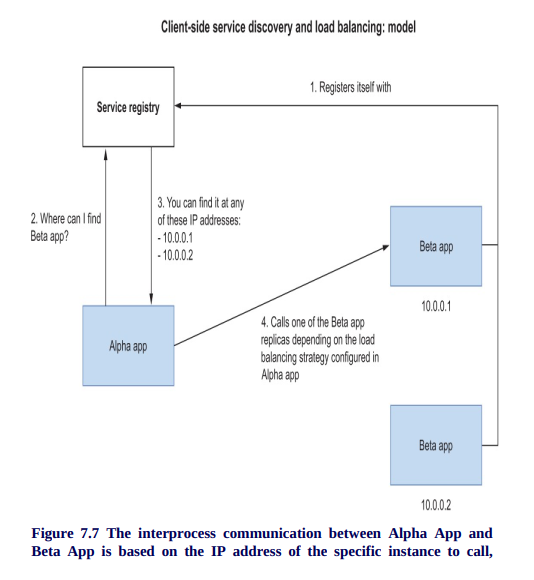 Client-side service discovery and load balancing: model
1. Registers itself with
Service registry
2. Where can I find
Beta app?
3. You can find it at any
of these IP addresses:
- 10.0.0.1
- 10.0.0.2
Beta app
10.0.0.1
Alpha app
4. Calls one of the Beta app
replicas depending on the load
balancing strategy configured in
Alpha app
Beta app
10.0.0.2
Figure 7.7 The interprocess communication between Alpha App and
Beta App is based on the IP address of the specific instance to call,